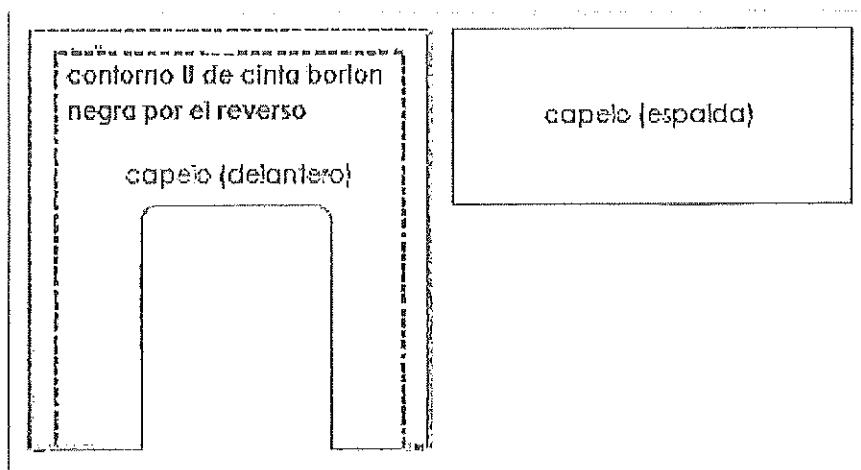 contorno U de cinta borlon
negra por el reverso
capelo (delantero)
capelo (espalda)